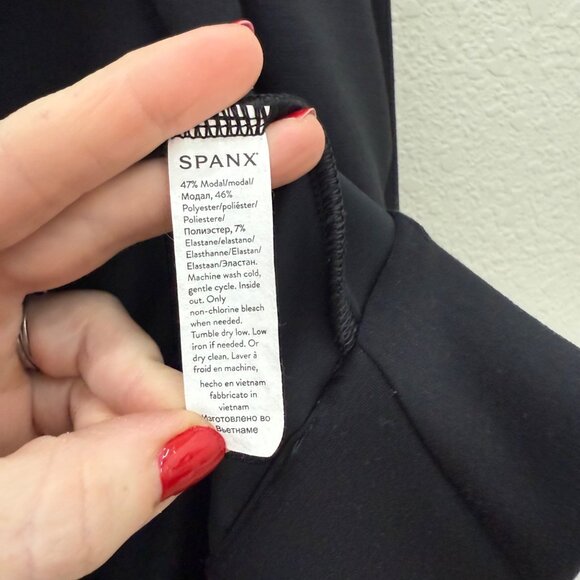 SPANX
47% Modal/modal/
Модал, 46%
Polyester/poliéster/
Poliestere/
Полиэстер, 7%
Elastane/elastano/
Elasthanne/Elastan/
Elastaan/Эластан.
Machine wash cold,
gentle cycle. Inside
out. Only
non-chlorine bleach
when needed.
Tumble dry low. Low
iron if needed. Or
dry clean. Laver à
froid en machine,
hecho en vietnam
fabbricato in
vietnam
Изготовлено во
Вьетнаме